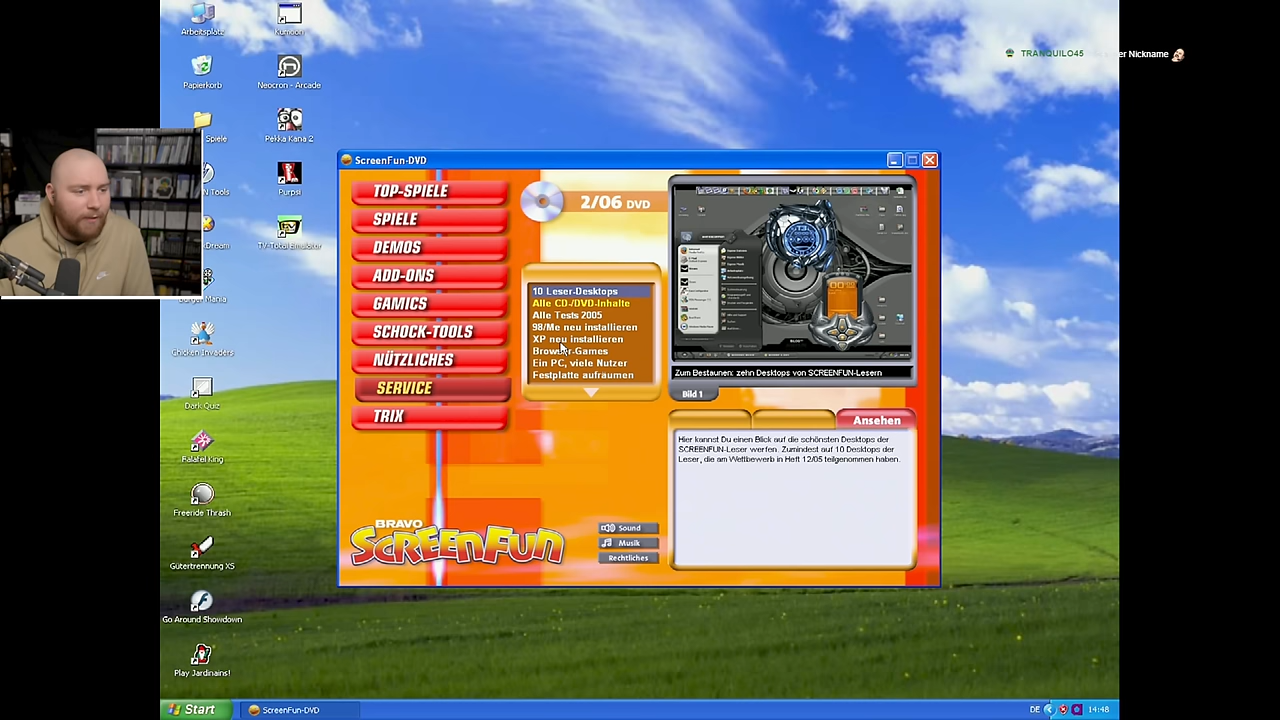 Arbeitsplatz
Kumoon
Papierkorb
Neocron - Arcade
Spiele
Pekka Kana 2
Tools
Purpsi
Dream
Mania
Chicken Invaders
Dark Quiz
King
Freeride Thrash
Gütertrennung XS
Go Around Showdown
Play Jardinains!
TRANQUILO45
Nickname
ScreenFun-DVD
TOP-SPIELE
SPIELE
DEMOS
ADD-ONS
GAMICS
SCHOCK-TOOLS
NÜTZLICHES
SERVICE
TRIX
2/06 DVD
10 Leser-Desktops
Alle CD-/DVD-Inhalte
Alle Tests 2005
98/Me neu installieren
XP neu installieren
Browser-Games
Ein PC, viele Nutzer
Festplatte aufräumen
Zum Bestaunen: zehn Desktops von SCREENFUN-Lesern
Bild 1
Ansehen
Hier kannst Du einen Blick auf die schönsten Desktops der
SCREENFUN-Leser werfen. Zumindest auf 10 Desktops der
Leser, die am Wettbewerb in Heft 12/05 teilgenommen haben.
BRAVO
SCREENFUN
Sound
Musik
Rechtliches
Start
ScreenFun-DVD
DE
14:48